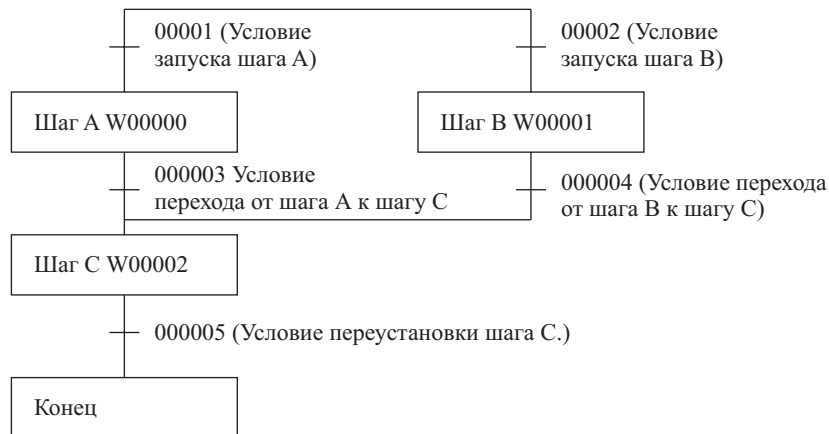 00001 (Условие
запуска шага А)
00002 (Условие
запуска шага В)
Шаг А W00000
Шаг В W00001
000003 Условие
перехода от шага А к шагу С
000004 (Условие перехода
от шага В к шагу С)
Шаг С W00002
000005 (Условие переустановки шага С.)
Конец